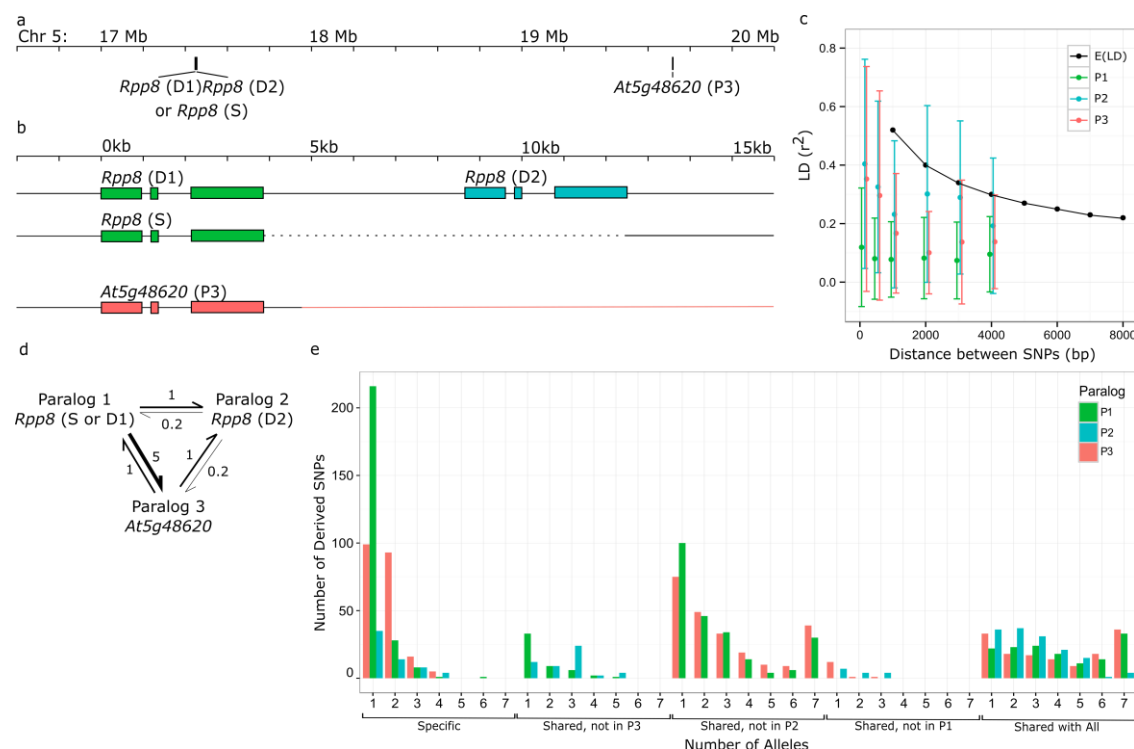 a
Chr 5: 17 Mb 18 Mb 19 Mb 20 Mb
Rpp8 (D1) Rpp8 (D2)
or Rpp8 (S)
At5g48620 (P3)
b
0kb 5kb 10kb 15kb
Rpp8 (D1) Rpp8 (D2)
Rpp8 (S)
At5g48620 (P3)
c
LD (r²)
0.8
0.6
0.4
0.2
0.0
E(LD)
P1
P2
P3
0 2000 4000 6000 8000
Distance between SNPs (bp)
d
Paralog 1
Rpp8 (S or D1)
1
0.2
Paralog 2
Rpp8 (D2)
1
5
1
0.2
Paralog 3
At5g48620
e
Number of Derived SNPs
200
150
100
50
0
Paralog
P1
P2
P3
1 2 3 4 5 6 7 1 2 3 4 5 6 7 1 2 3 4 5 6 7 1 2 3 4 5 6 7 1 2 3 4 5 6 7
Specific Shared, not in P3 Shared, not in P2 Shared, not in P1 Shared with All
Number of Alleles